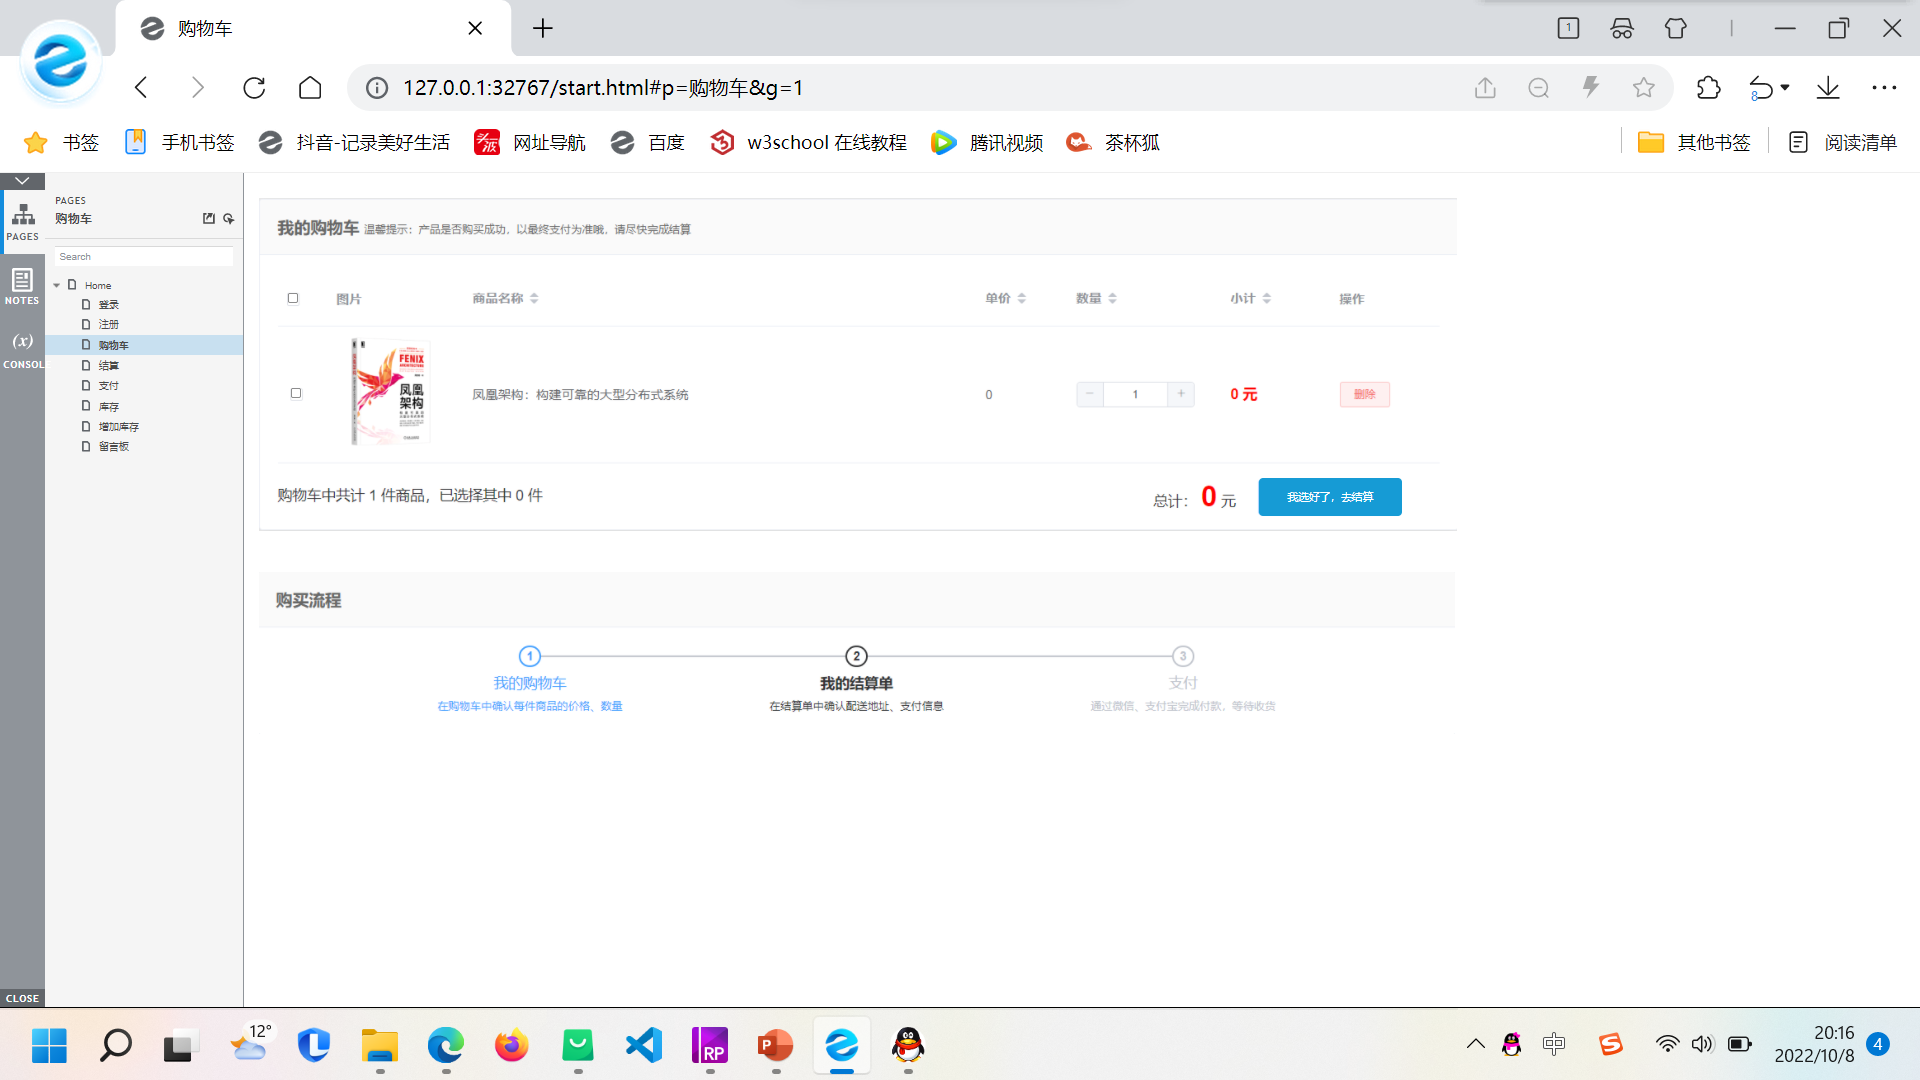 购物车
1
127.0.0.1:32767/start.html#p=购物车&g=1
8
书签
手机书签
抖音-记录美好生活
网址导航
百度
w3school 在线教程
腾讯视频
茶杯狐
其他书签
阅读清单
PAGES
NOTES
(x)
CONSOL
CLOSE
PAGES
购物车
Search
Home
登录
注册
购物车
结算
支付
库存
增加库存
留言板
我的购物车 温馨提示：产品是否购买成功，以最终支付为准哦，请尽快完成结算
图片 商品名称 单价 数量 小计 操作
FENIX
凤凰
架构
凤凰架构：构建可靠的大型分布式系统 0 − 1 + 0 元 删除
购物车中共计 1 件商品，已选择其中 0 件 总计： 0 元 我选好了，去结算
购买流程
1 2 3
我的购物车 我的结算单 支付
在购物车中确认每件商品的价格、数量 在结算单中确认配送地址、支付信息 通过微信、支付宝完成付款，等待收货
12°
RP
P
中
S
20:16
2022/10/8
4